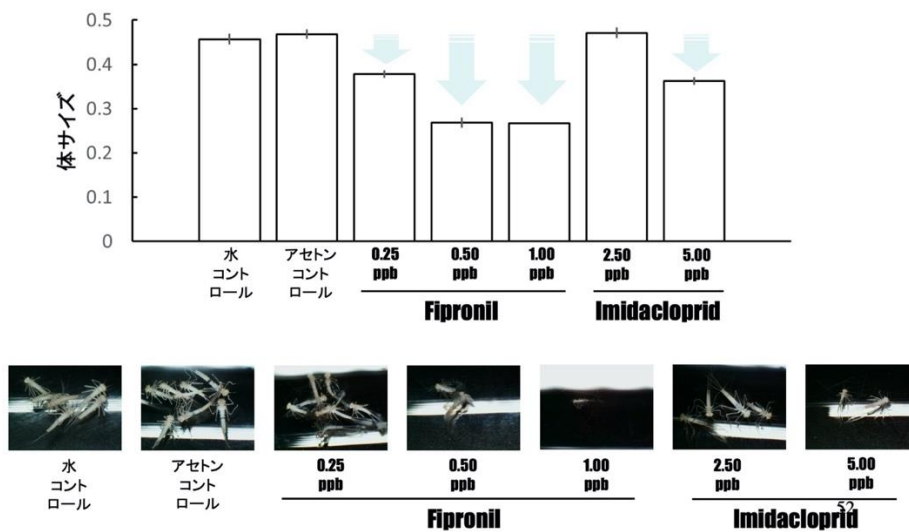 0.5
0.4
0.3
0.2
0.1
0
体サイズ
水
コント
ロール
アセトン
コント
ロール
0.25
ppb
0.50
ppb
1.00
ppb
2.50
ppb
5.00
ppb
Fipronil
Imidacloprid
水
コント
ロール
アセトン
コント
ロール
0.25
ppb
0.50
ppb
1.00
ppb
2.50
ppb
5.00
ppb
52
Fipronil
Imidacloprid